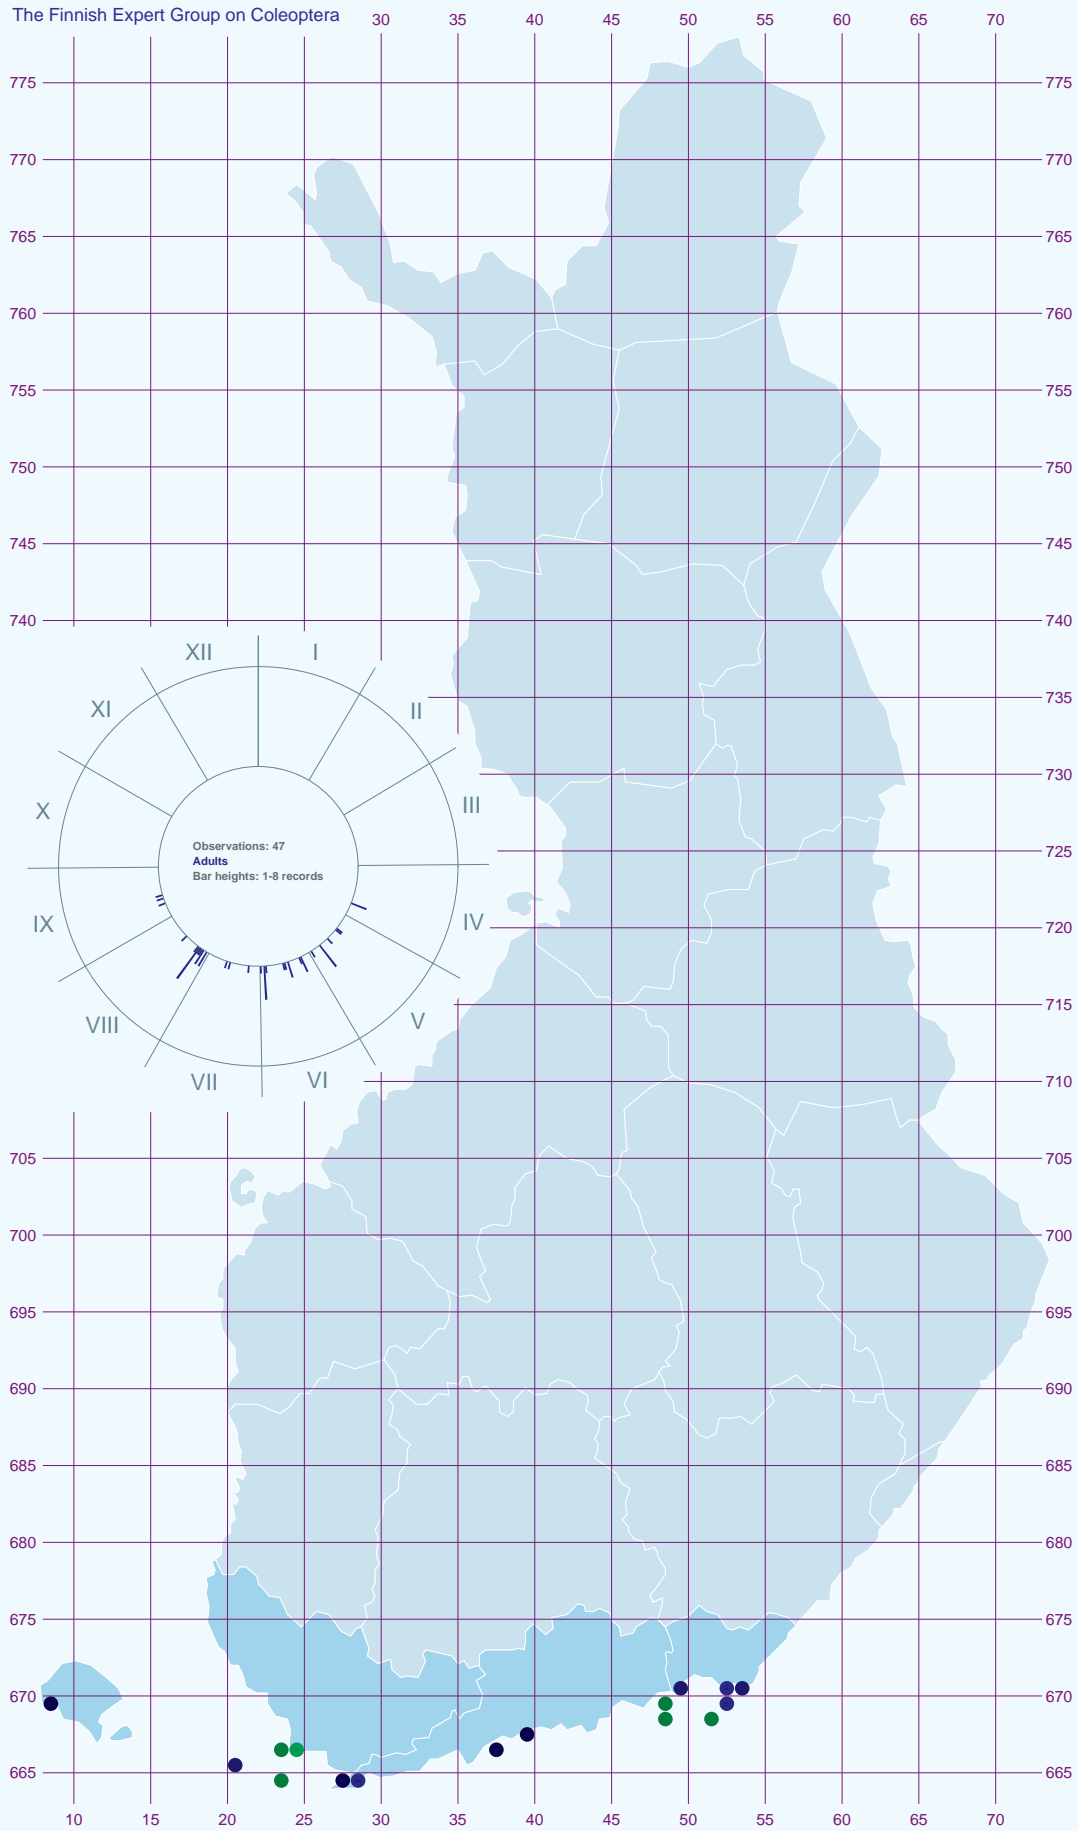 The Finnish Expert Group on Coleoptera
30 45 50 55 60 65 70
35 40
775 775
770 770
765 765
760 760
755 755
750 750
745 745
740 740
XII I
XI II
735
730
X III
Observations: 47
Adults
Bar heights: 1-8 records
725
IX IV
720
VIII V
715
VII VI
710
705 705
700 700
695 695
690 690
685 685
680 680
675 675
670 670
665 665
10 15 20 25 30 35 40 45 50 55 60 65 70